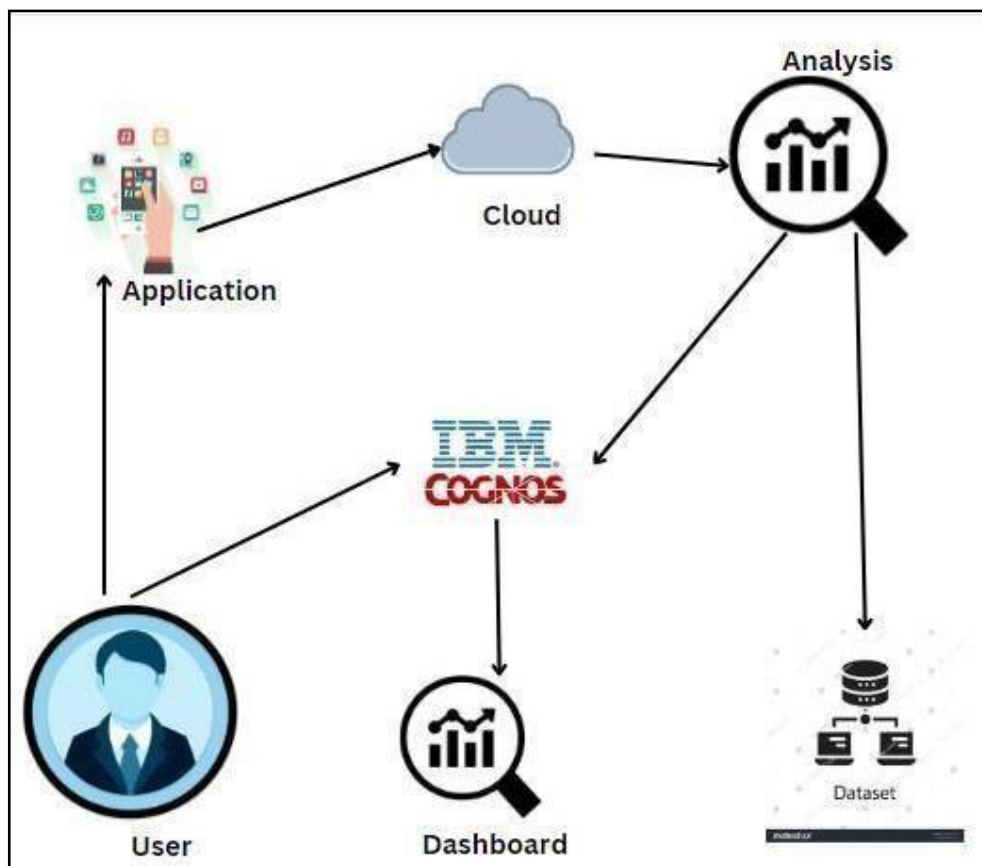 Analysis
Cloud
Application
IBM
COGNOS
Dataset
User
Dashboard